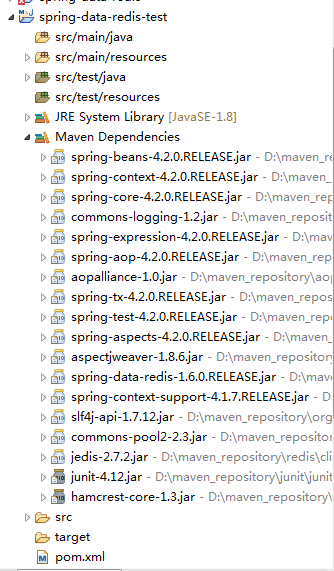 spring-data-redis-test
src/main/java
src/main/resources
src/test/java
src/test/resources
JRE System Library [JavaSE-1.8]
Maven Dependencies
spring-beans-4.2.0.RELEASE.jar - D:\maven_re
spring-context-4.2.0.RELEASE.jar - D:\maven_
spring-core-4.2.0.RELEASE.jar - D:\maven_rep
commons-logging-1.2.jar - D:\maven_reposit
spring-expression-4.2.0.RELEASE.jar - D:\mav
spring-aop-4.2.0.RELEASE.jar - D:\maven_rep
aopalliance-1.0.jar - D:\maven_repository\aop
spring-tx-4.2.0.RELEASE.jar - D:\maven_repos
spring-test-4.2.0.RELEASE.jar - D:\maven_rep
spring-aspects-4.2.0.RELEASE.jar - D:\maven_
aspectjweaver-1.8.6.jar - D:\maven_repository
spring-data-redis-1.6.0.RELEASE.jar - D:\mave
spring-context-support-4.1.7.RELEASE.jar - D:
slf4j-api-1.7.12.jar - D:\maven_repository\org
commons-pool2-2.3.jar - D:\maven_repositor
jedis-2.7.2.jar - D:\maven_repository\redis\cli
junit-4.12.jar - D:\maven_repository\junit\junit
hamcrest-core-1.3.jar - D:\maven_repository\
src
target
pom.xml